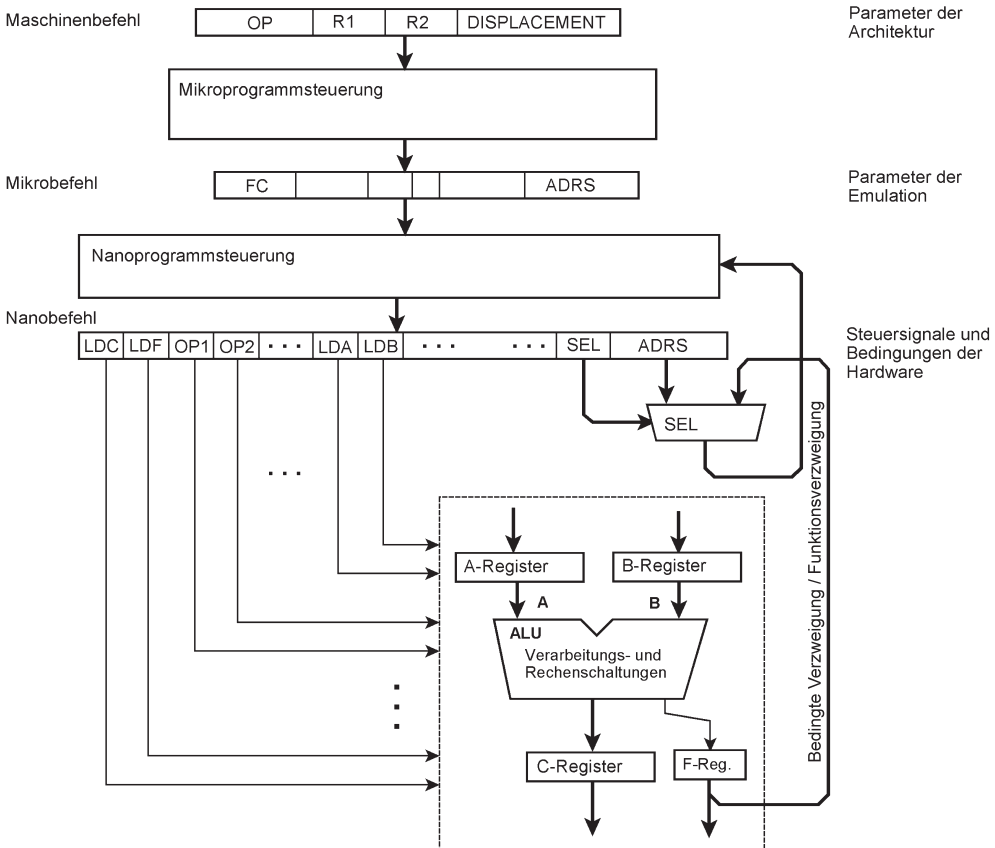 Maschinenbefehl
OP R1 R2 DISPLACEMENT
Parameter der
Architektur
Mikroprogrammsteuerung
Mikrobefehl
FC ADRS
Parameter der
Emulation
Nanoprogrammsteuerung
Nanobefehl
LDC LDF OP1 OP2 · · · LDA LDB · · · · · · SEL ADRS
Steuersignale und
Bedingungen der
Hardware
SEL
Bedingte Verzweigung / Funktionsverzweigung
· · ·
A-Register
B-Register
A
B
ALU
Verarbeitungs- und
Rechenschaltungen
C-Register
F-Reg.